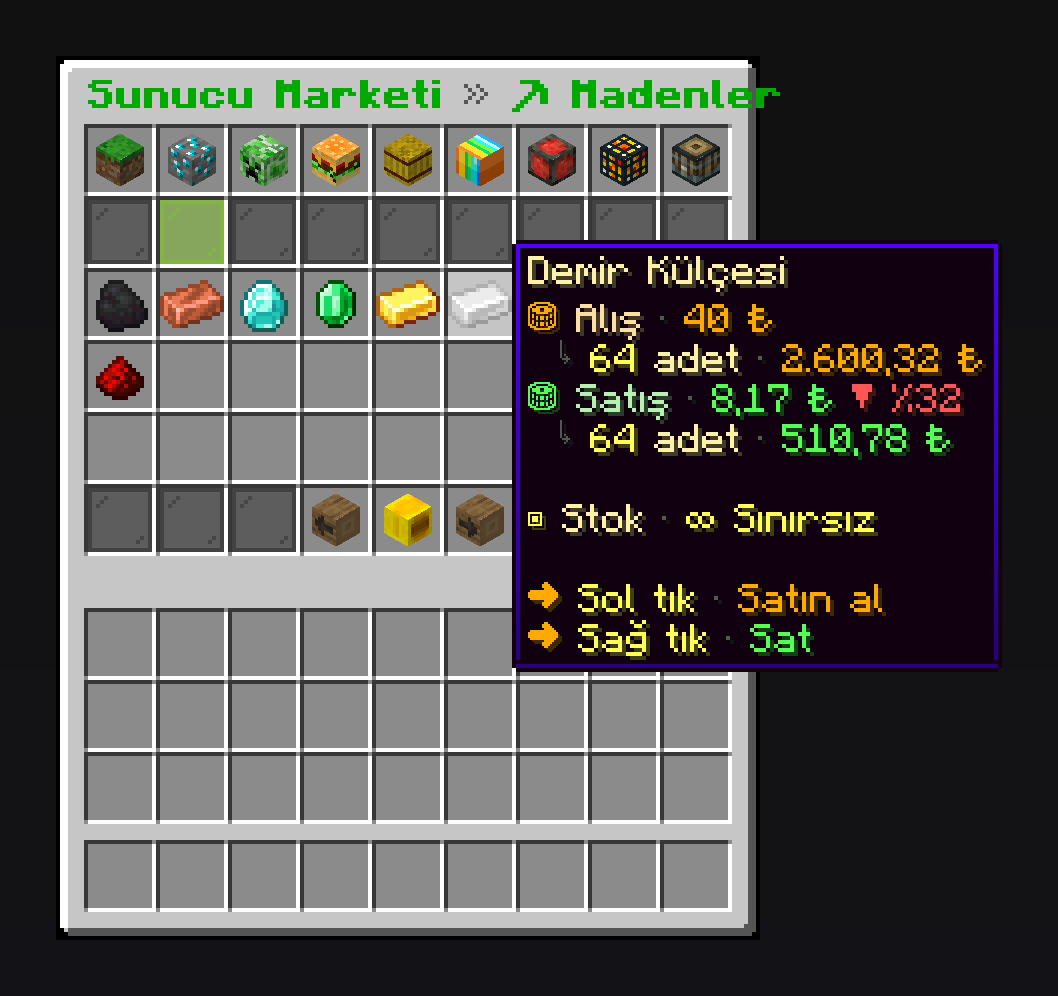 Sunucu Marketi » ↗ Madenler
Demir Külçesi
Alış · 40 ₺
↳ 64 adet · 2.600,32 ₺
Satış · 8,17 ₺ ▼ %32
↳ 64 adet · 510,78 ₺
Stok · ∞ Sınırsız
➡ Sol tık · Satın al
➡ Sağ tık · Sat